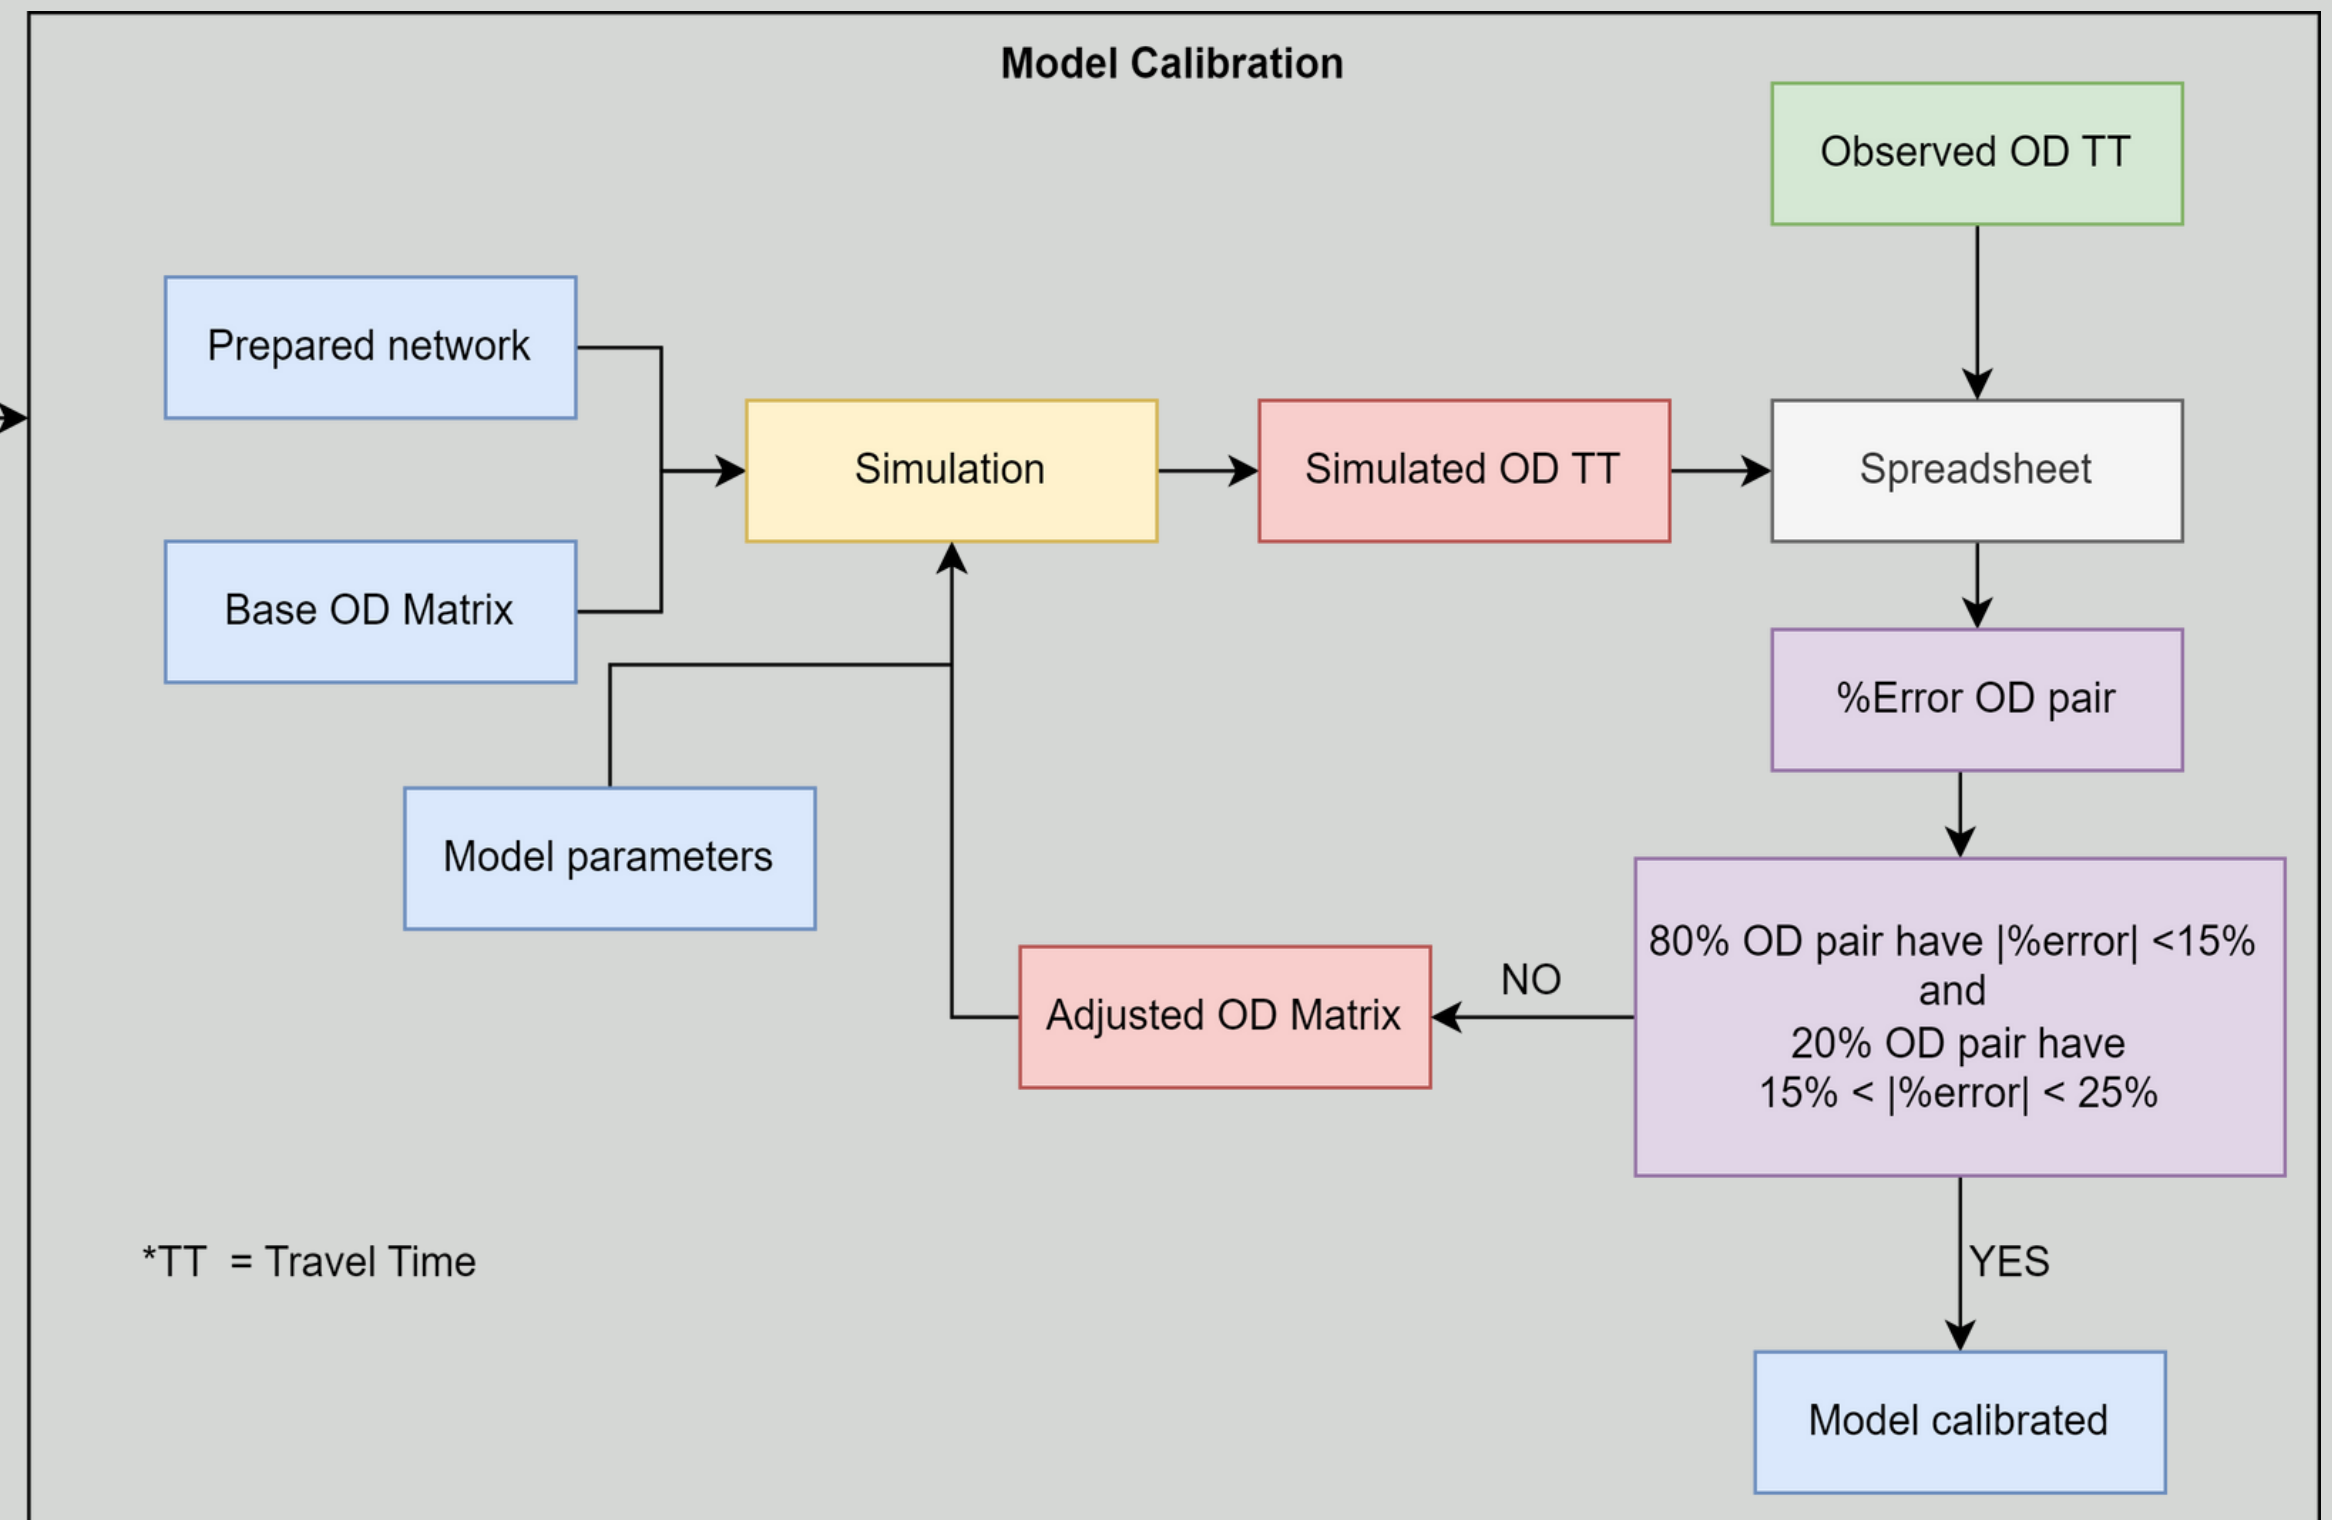 Model Calibration
Observed OD TT
Prepared network
Simulation
Simulated OD TT
Spreadsheet
Base OD Matrix
%Error OD pair
Model parameters
80% OD pair have |%error| <15%
and
20% OD pair have
15% < |%error| < 25%
NO
Adjusted OD Matrix
*TT  = Travel Time
YES
Model calibrated